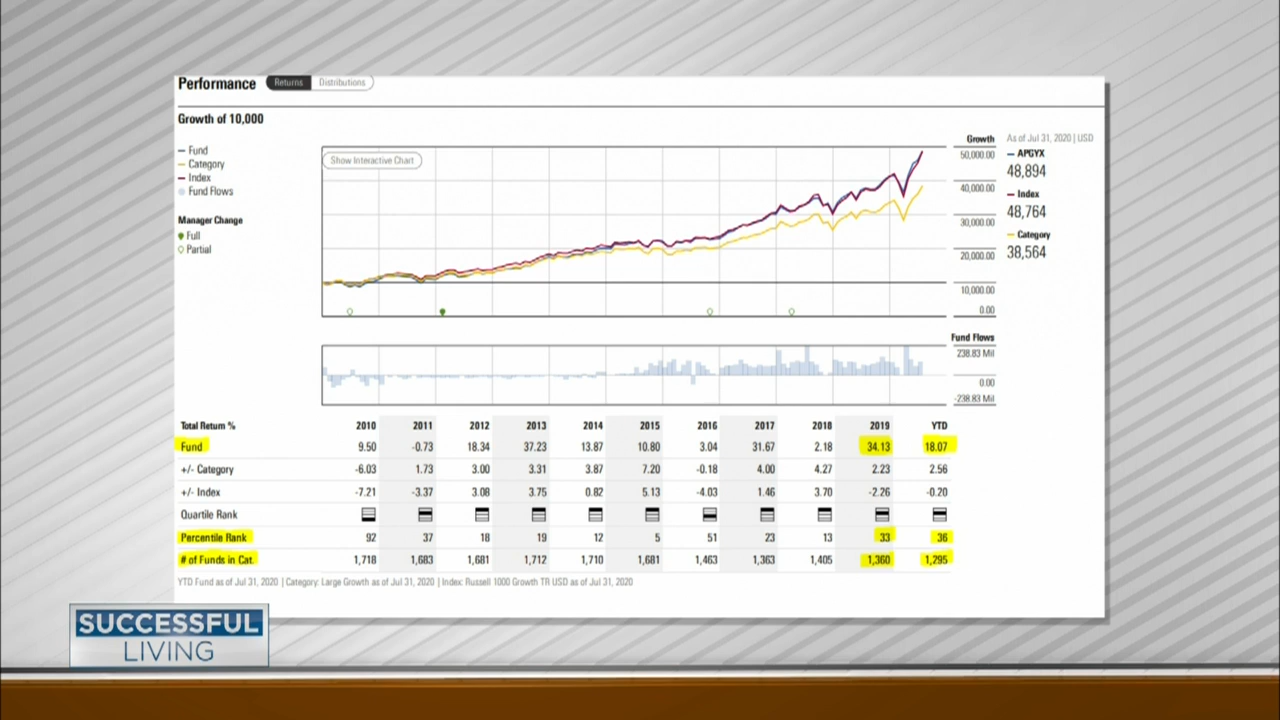 Performance Returns Distributions
Growth of 10,000
Fund
Category
Index
Fund Flows
Manager Change
Full
Partial
Show Interactive Chart
Growth
50,000.00
40,000.00
30,000.00
20,000.00
10,000.00
0.00
As of Jul 31, 2020 | USD
APGYX
48,894
Index
48,764
Category
38,564
Fund Flows
238.83 Mil
0.00
-238.83 Mil
Total Return % 2010 2011 2012 2013 2014 2015 2016 2017 2018 2019 YTD
Fund 9.50 -0.73 18.34 37.23 13.87 10.80 3.04 31.67 2.18 34.13 18.07
+/- Category -6.03 1.73 3.00 3.31 3.87 7.20 -0.18 4.00 4.27 2.23 2.56
+/- Index -7.21 -3.37 3.08 3.75 0.82 5.13 -4.03 1.46 3.70 -2.26 -0.20
Quartile Rank
Percentile Rank 92 37 18 19 12 5 51 23 13 33 36
# of Funds in Cat. 1,718 1,683 1,681 1,712 1,710 1,681 1,463 1,363 1,405 1,360 1,295
YTD Fund as of Jul 31, 2020 | Category: Large Growth as of Jul 31, 2020 | Index: Russell 1000 Growth TR USD as of Jul 31, 2020
SUCCESSFUL
LIVING